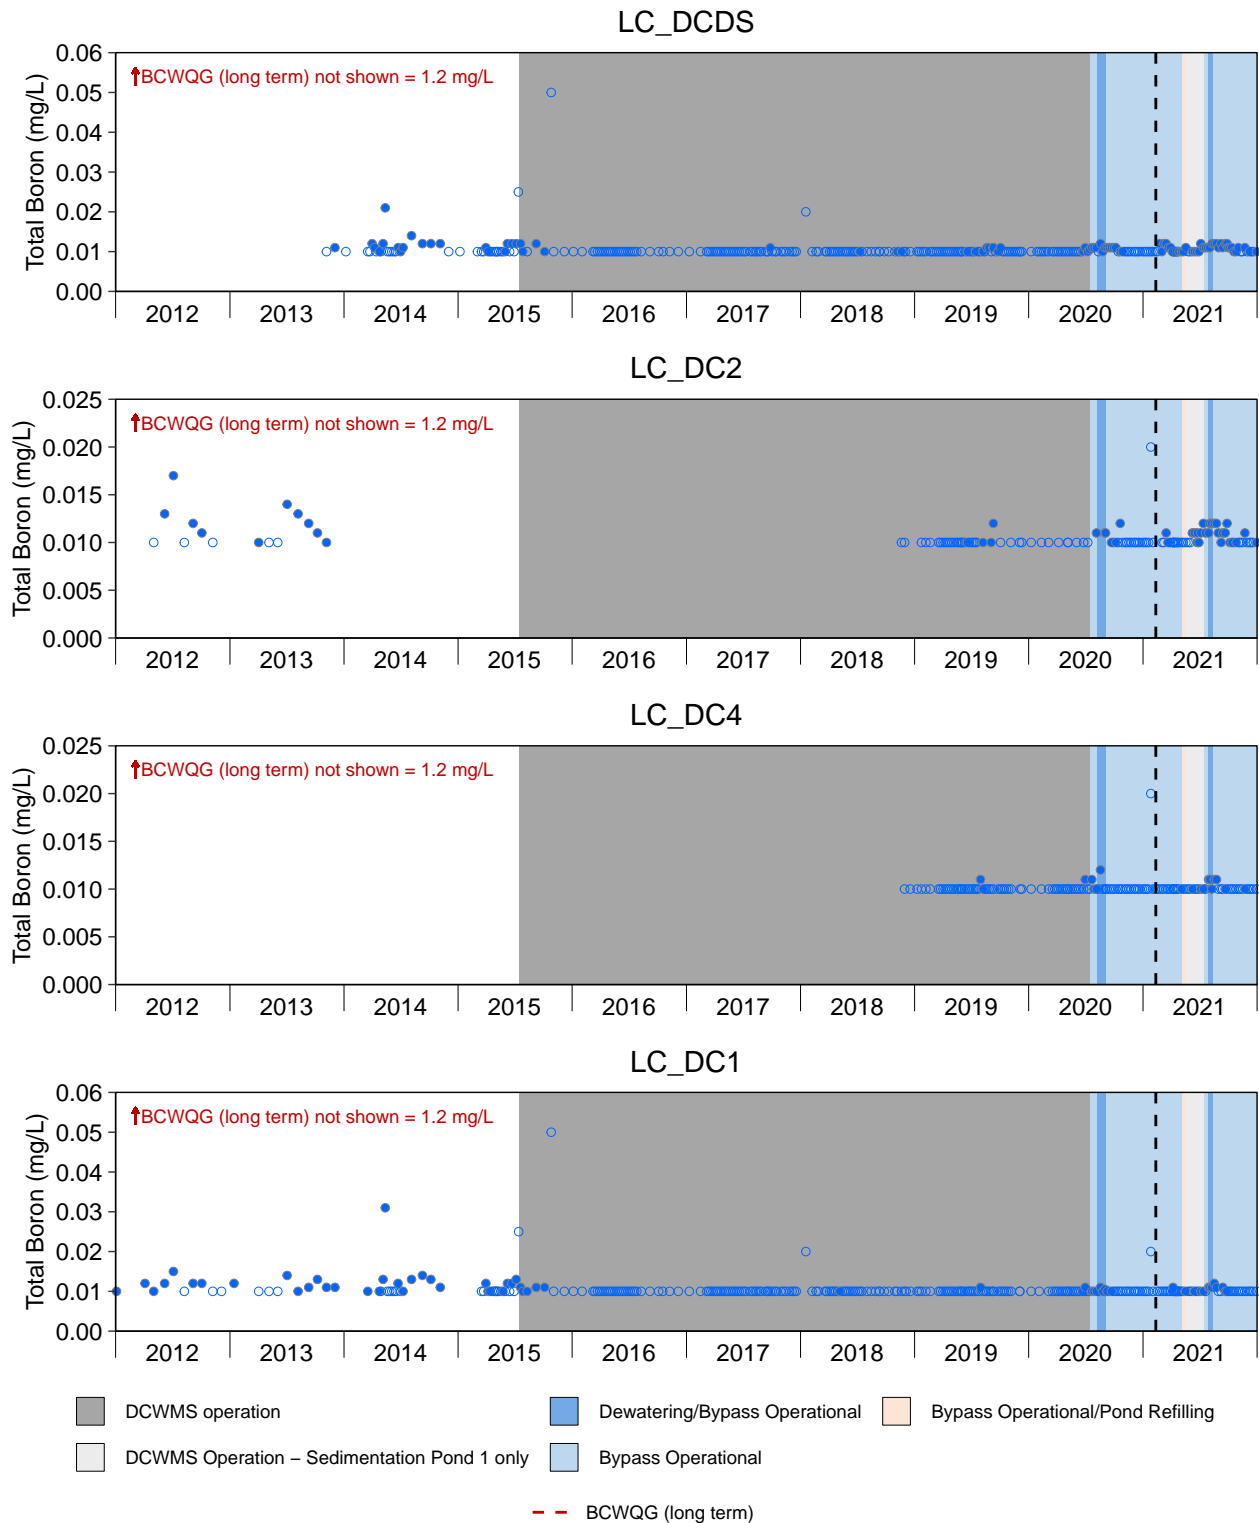 LC_DCDS
Total Boron (mg/L)
0.06
0.05
0.04
0.03
0.02
0.01
0.00
BCWQG (long term) not shown = 1.2 mg/L
2012 2013 2014 2015 2016 2017 2018 2019 2020 2021
LC_DC2
Total Boron (mg/L)
0.025
0.020
0.015
0.010
0.005
0.000
BCWQG (long term) not shown = 1.2 mg/L
2012 2013 2014 2015 2016 2017 2018 2019 2020 2021
LC_DC4
Total Boron (mg/L)
0.025
0.020
0.015
0.010
0.005
0.000
BCWQG (long term) not shown = 1.2 mg/L
2012 2013 2014 2015 2016 2017 2018 2019 2020 2021
LC_DC1
Total Boron (mg/L)
0.06
0.05
0.04
0.03
0.02
0.01
0.00
BCWQG (long term) not shown = 1.2 mg/L
2012 2013 2014 2015 2016 2017 2018 2019 2020 2021
DCWMS operation
Dewatering/Bypass Operational
Bypass Operational/Pond Refilling
DCWMS Operation – Sedimentation Pond 1 only
Bypass Operational
BCWQG (long term)